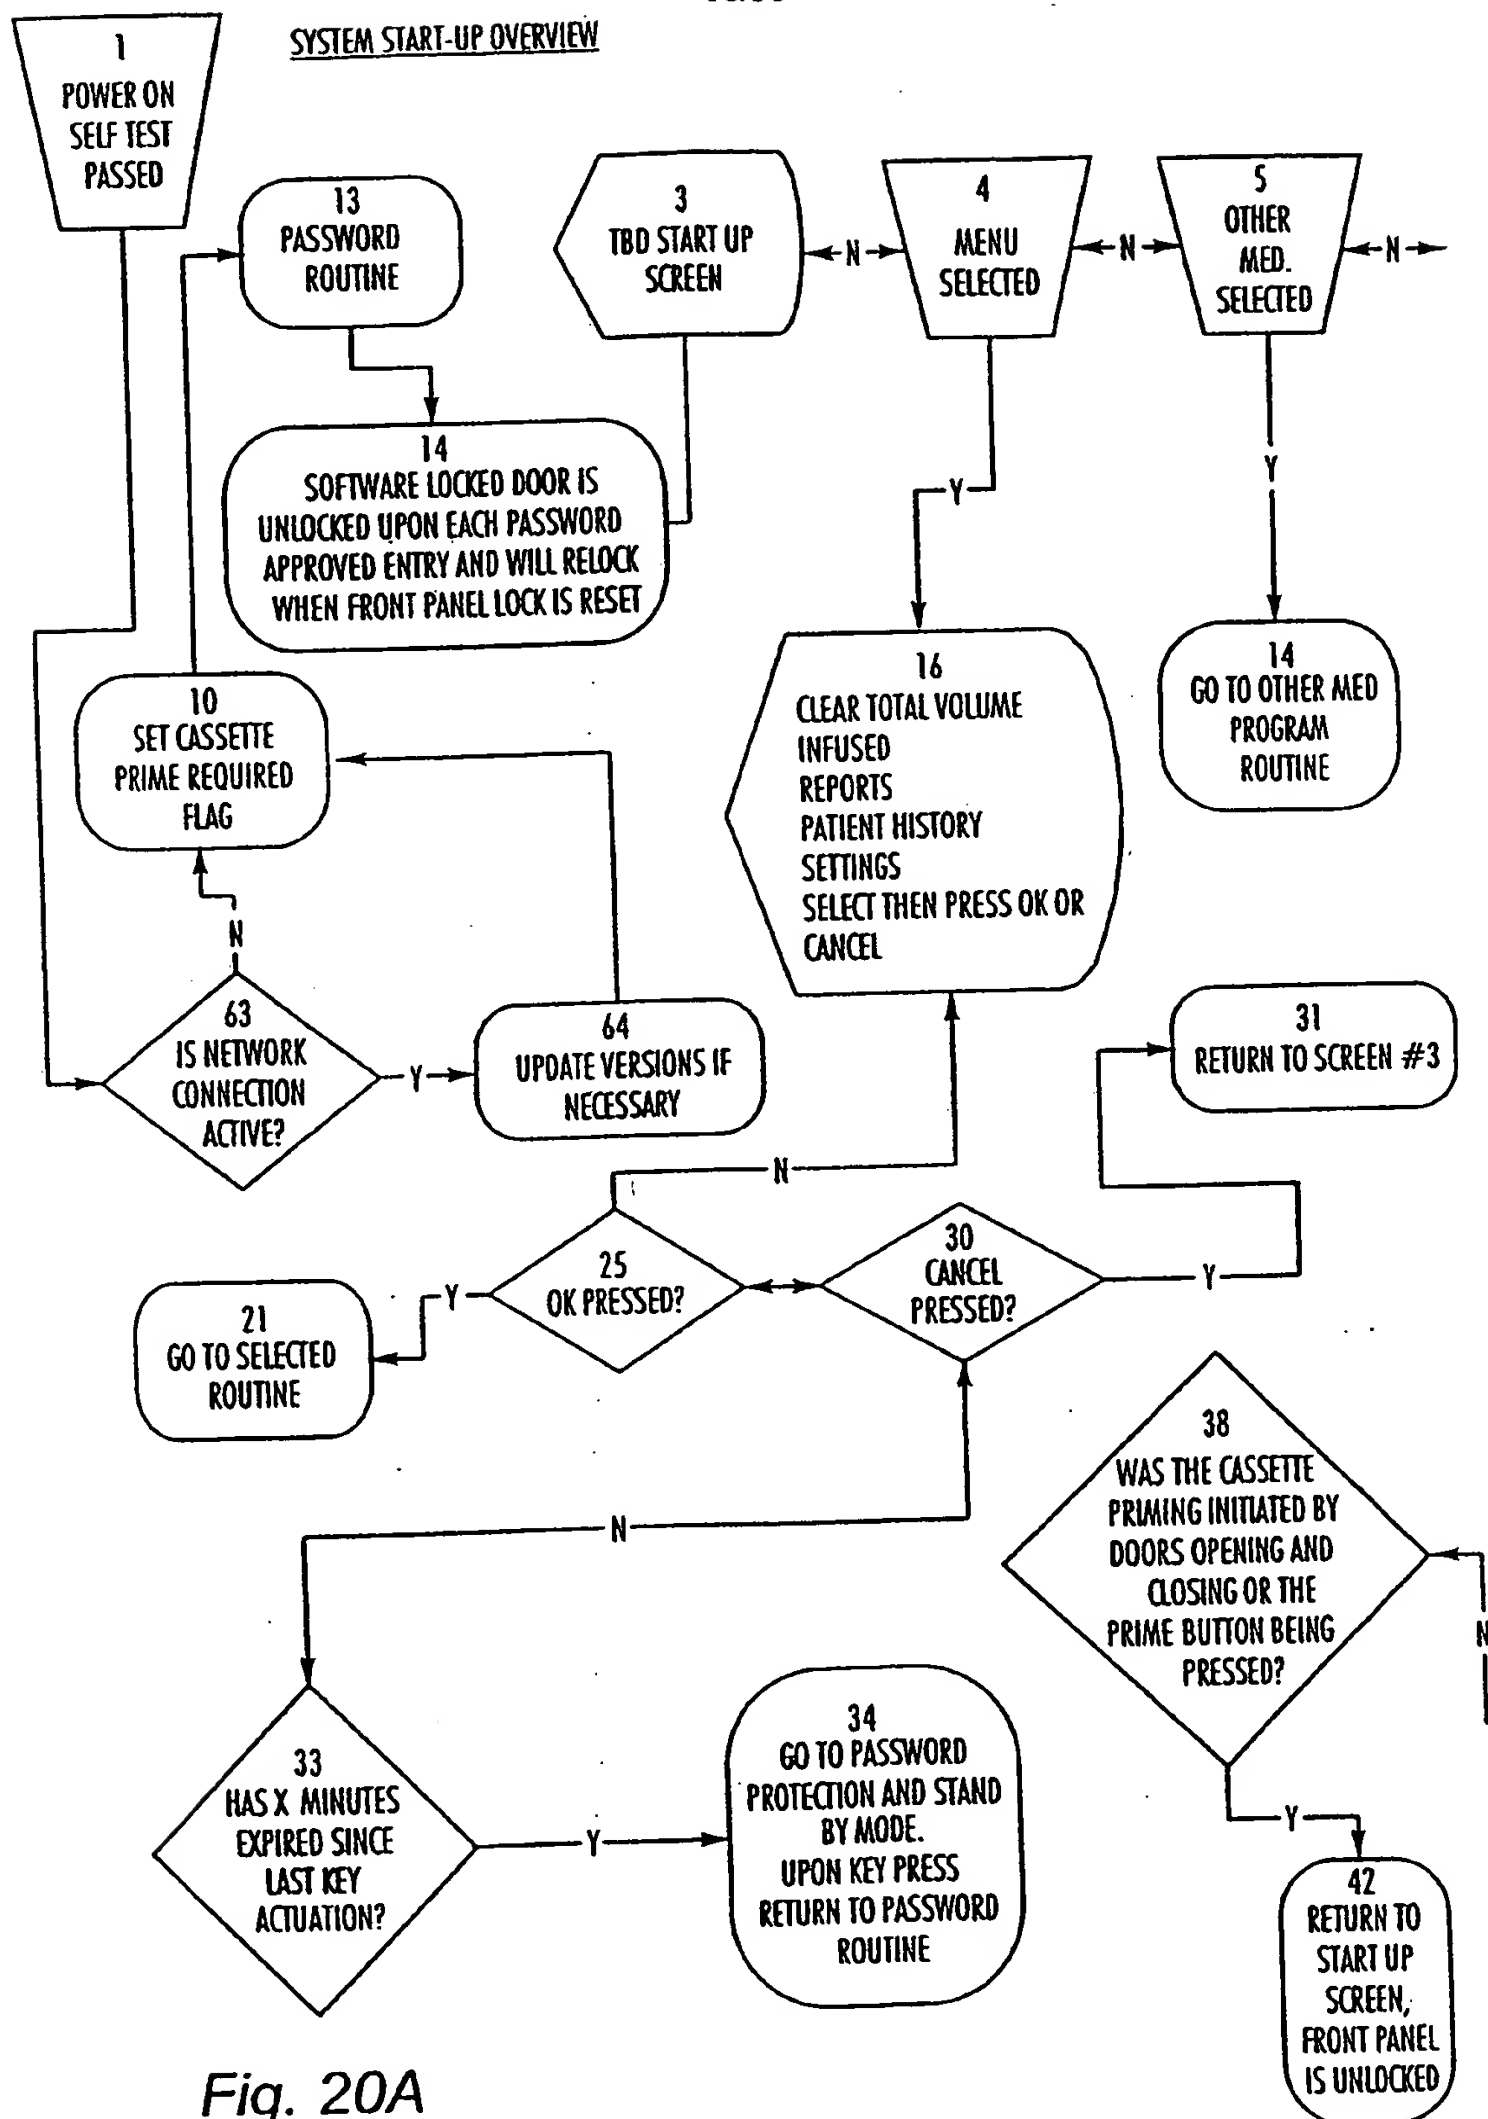 SYSTEM START-UP OVERVIEW
1
POWER ON
SELF TEST
PASSED
13
PASSWORD
ROUTINE
3
TBD START UP
SCREEN
N
4
MENU
SELECTED
N
5
OTHER
MED.
SELECTED
N
14
SOFTWARE LOCKED DOOR IS
UNLOCKED UPON EACH PASSWORD
APPROVED ENTRY AND WILL RELOCK
WHEN FRONT PANEL LOCK IS RESET
Y
Y
10
SET CASSETTE
PRIME REQUIRED
FLAG
16
CLEAR TOTAL VOLUME
INFUSED
REPORTS
PATIENT HISTORY
SETTINGS
SELECT THEN PRESS OK OR
CANCEL
14
GO TO OTHER MED
PROGRAM
ROUTINE
N
63
IS NETWORK
CONNECTION
ACTIVE?
Y
64
UPDATE VERSIONS IF
NECESSARY
31
RETURN TO SCREEN #3
N
25
OK PRESSED?
30
CANCEL
PRESSED?
Y
Y
21
GO TO SELECTED
ROUTINE
38
WAS THE CASSETTE
PRIMING INITIATED BY
DOORS OPENING AND
CLOSING OR THE
PRIME BUTTON BEING
PRESSED?
N
N
33
HAS X MINUTES
EXPIRED SINCE
LAST KEY
ACTUATION?
Y
34
GO TO PASSWORD
PROTECTION AND STAND
BY MODE.
UPON KEY PRESS
RETURN TO PASSWORD
ROUTINE
Y
42
RETURN TO
START UP
SCREEN,
FRONT PANEL
IS UNLOCKED
Fig. 20A